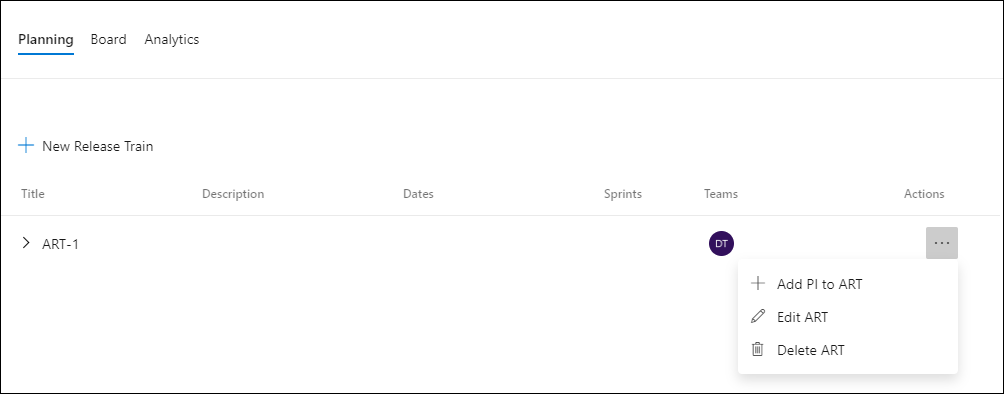 Planning Board Analytics
New Release Train
Title Description Dates Sprints Teams Actions
ART-1 DT ...
Add PI to ART
Edit ART
Delete ART